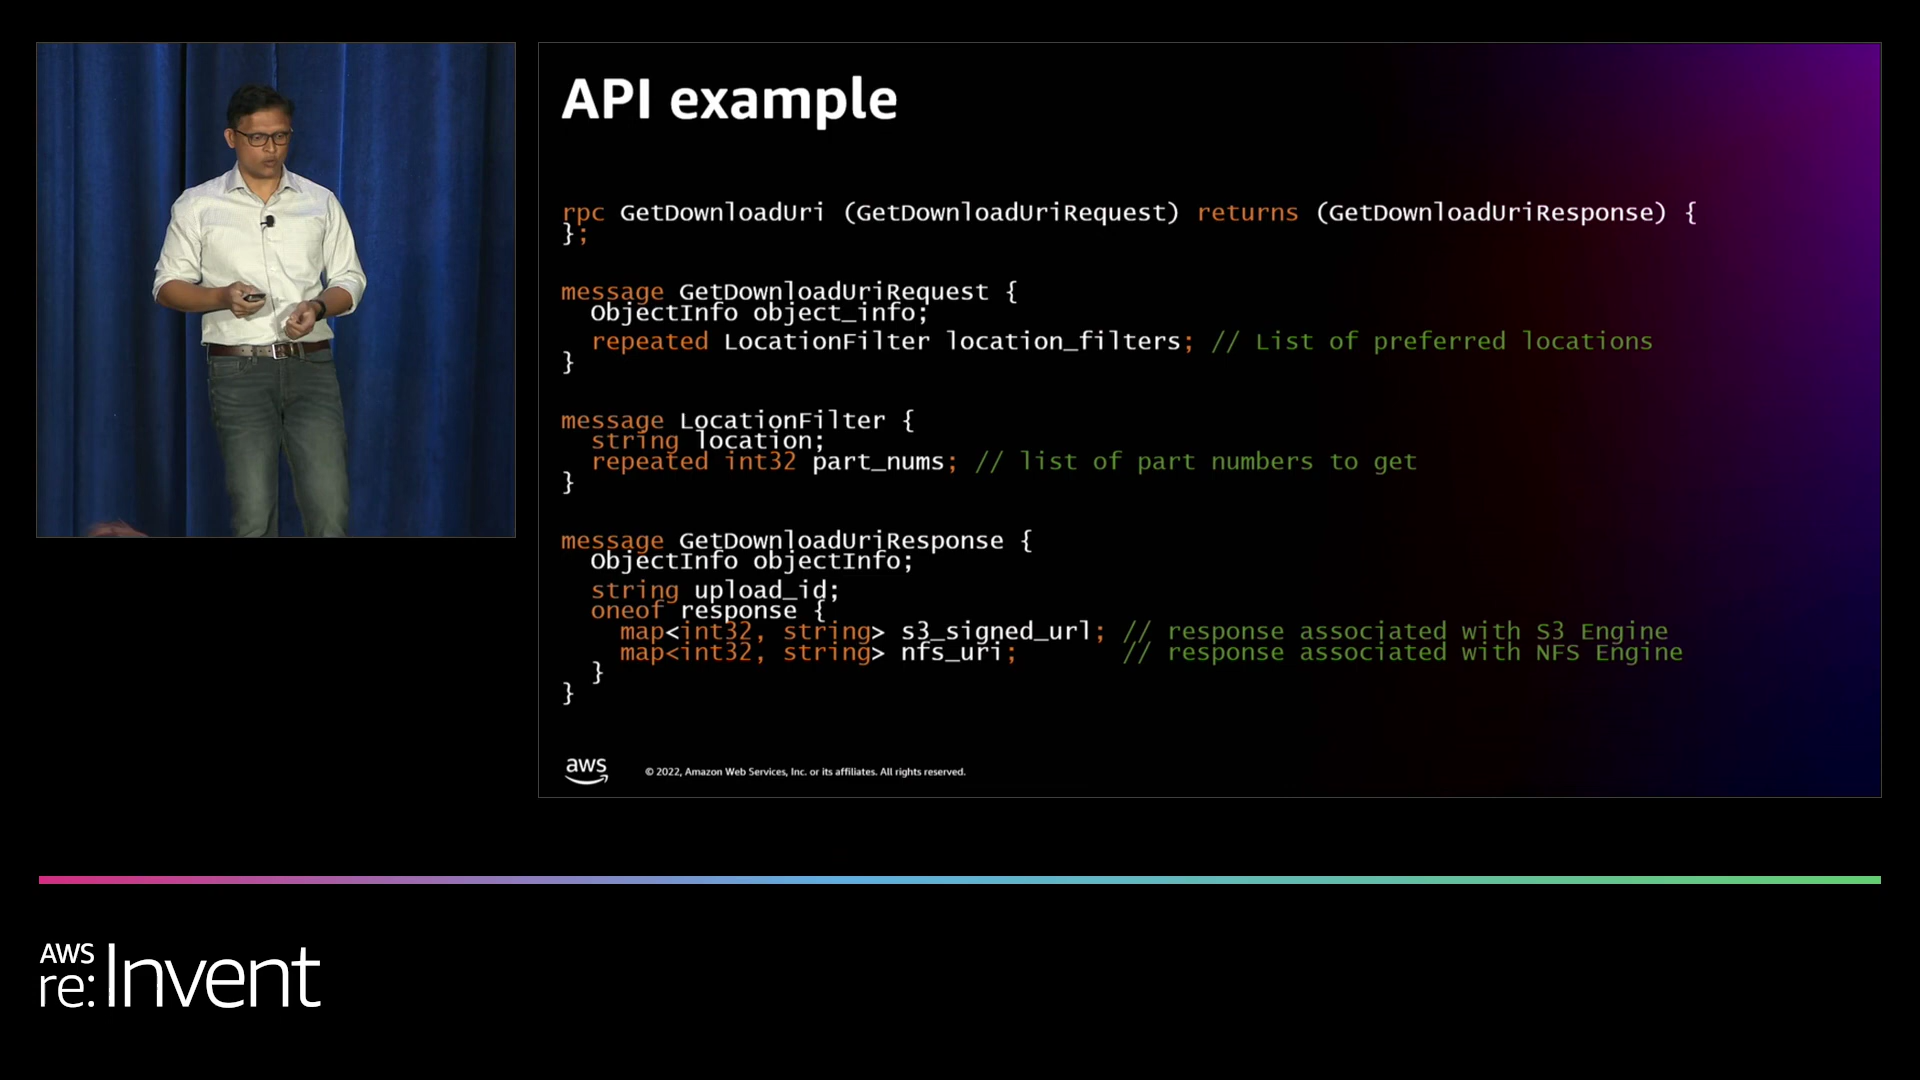 API example
rpc GetDownloadUri (GetDownloadUriRequest) returns (GetDownloadUriResponse) {
};
message GetDownloadUriRequest {
ObjectInfo object_info;
repeated LocationFilter location_filters; // List of preferred locations
}
message LocationFilter {
string location;
repeated int32 part_nums; // list of part numbers to get
}
message GetDownloadUriResponse {
ObjectInfo objectInfo;
string upload_id;
oneof response {
map<int32, string> s3_signed_url; // response associated with S3 Engine
map<int32, string> nfs_uri; // response associated with NFS Engine
}
}
aws
© 2022, Amazon Web Services, Inc. or its affiliates. All rights reserved.
AWS
re:Invent